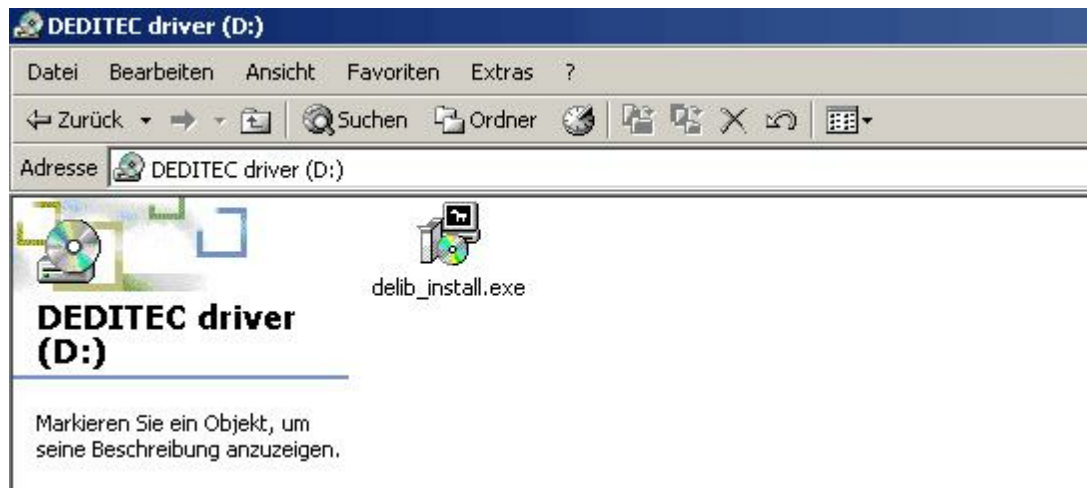 DEDITEC driver (D:)
Datei Bearbeiten Ansicht Favoriten Extras ?
Zurück Suchen Ordner
Adresse DEDITEC driver (D:)
delib_install.exe
DEDITEC driver
(D:)
Markieren Sie ein Objekt, um
seine Beschreibung anzuzeigen.